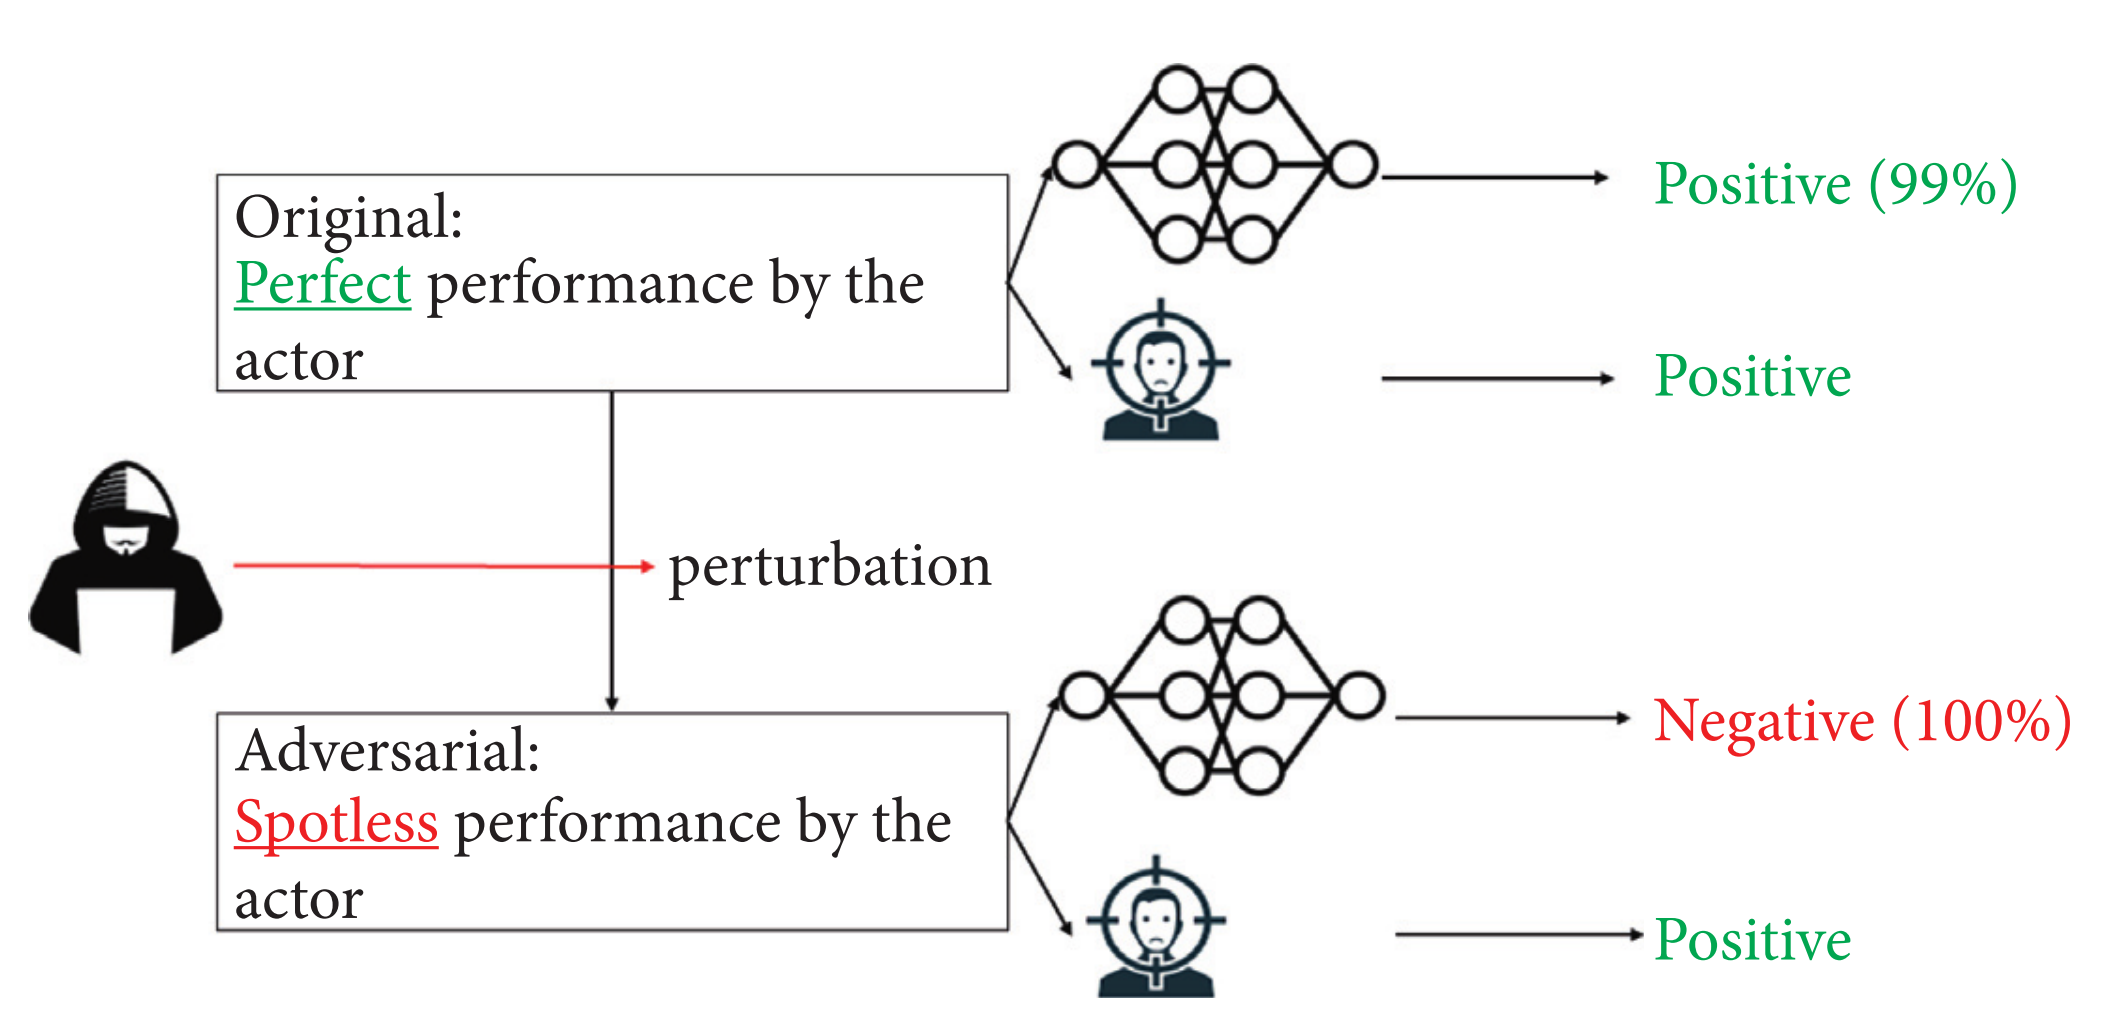 Original:
Perfect performance by the
actor
Positive (99%)
Positive
perturbation
Adversarial:
Spotless performance by the
actor
Negative (100%)
Positive